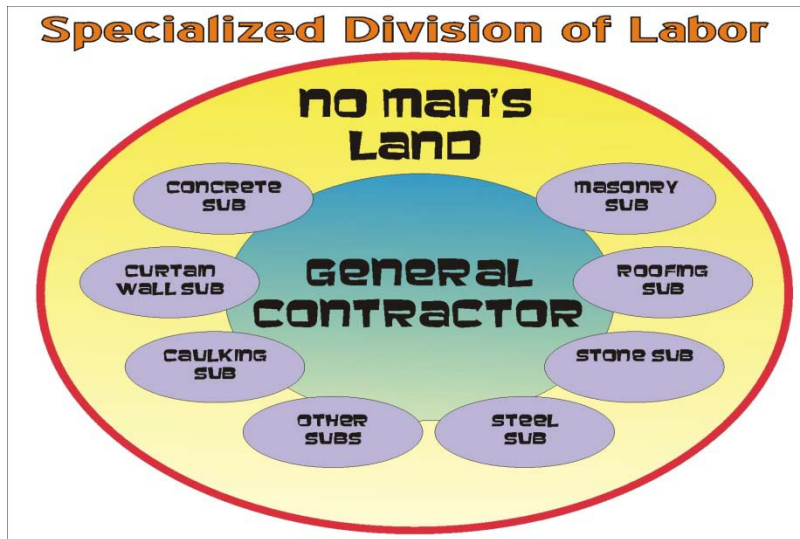 Specialized Division of Labor
NO MAN'S
LAND
CONCRETE
SUB
MASONRY
SUB
CURTAIN
WALL SUB
GENERAL
CONTRACTOR
ROOFING
SUB
CAULKING
SUB
STONE SUB
OTHER
SUBS
STEEL
SUB